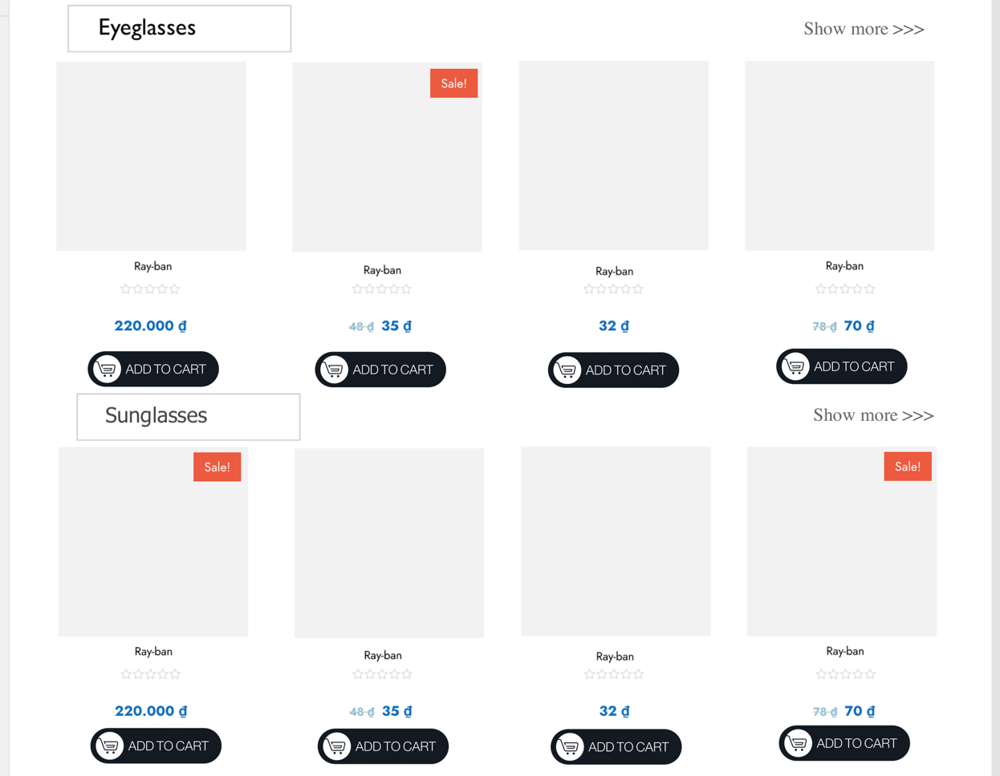 Eyeglasses
Show more >>>
Sale!
Ray-ban
Ray-ban
Ray-ban
Ray-ban
220.000 ₫
48 ₫ 35 ₫
32 ₫
78 ₫ 70 ₫
ADD TO CART
ADD TO CART
ADD TO CART
ADD TO CART
Sunglasses
Show more >>>
Sale!
Sale!
Ray-ban
Ray-ban
Ray-ban
Ray-ban
220.000 ₫
48 ₫ 35 ₫
32 ₫
78 ₫ 70 ₫
ADD TO CART
ADD TO CART
ADD TO CART
ADD TO CART